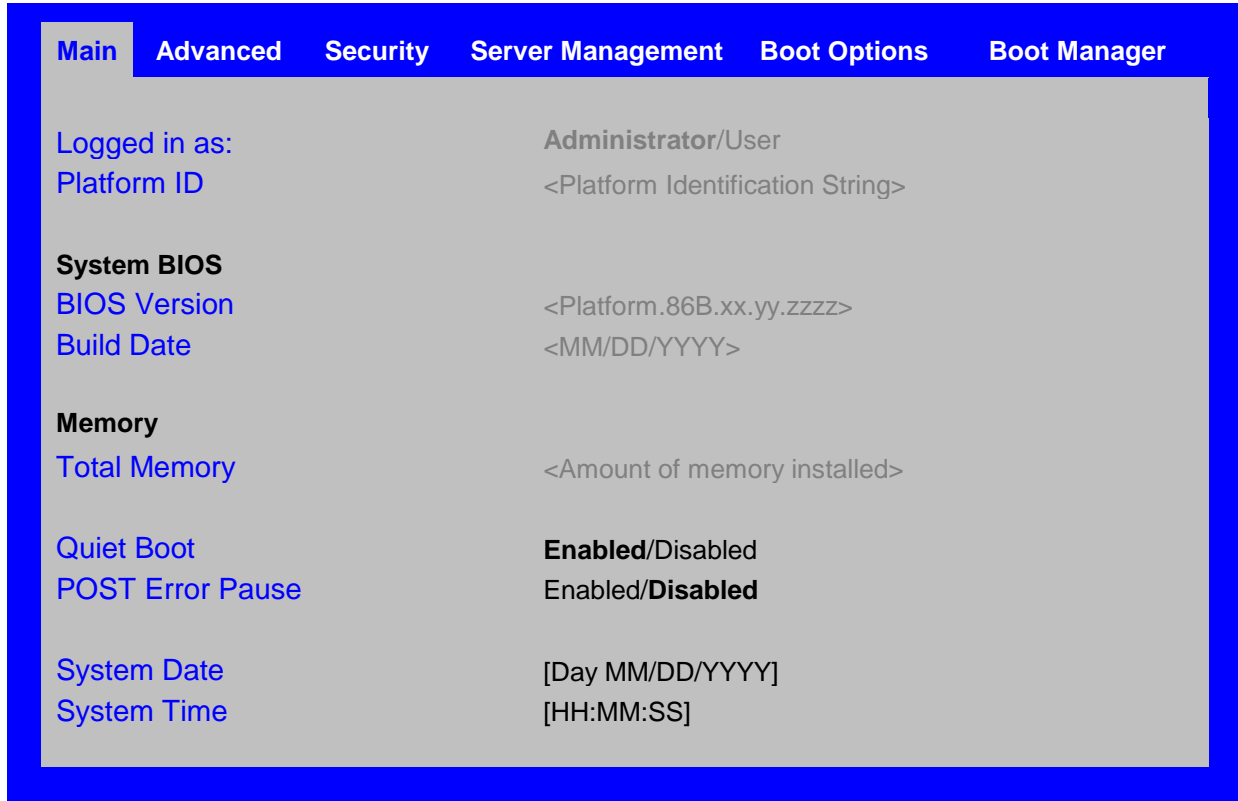 Main Advanced Security Server Management Boot Options Boot Manager
Logged in as: Administrator/User
Platform ID <Platform Identification String>
System BIOS
BIOS Version <Platform.86B.xx.yy.zzzz>
Build Date <MM/DD/YYYY>
Memory
Total Memory <Amount of memory installed>
Quiet Boot Enabled/Disabled
POST Error Pause Enabled/Disabled
System Date [Day MM/DD/YYYY]
System Time [HH:MM:SS]